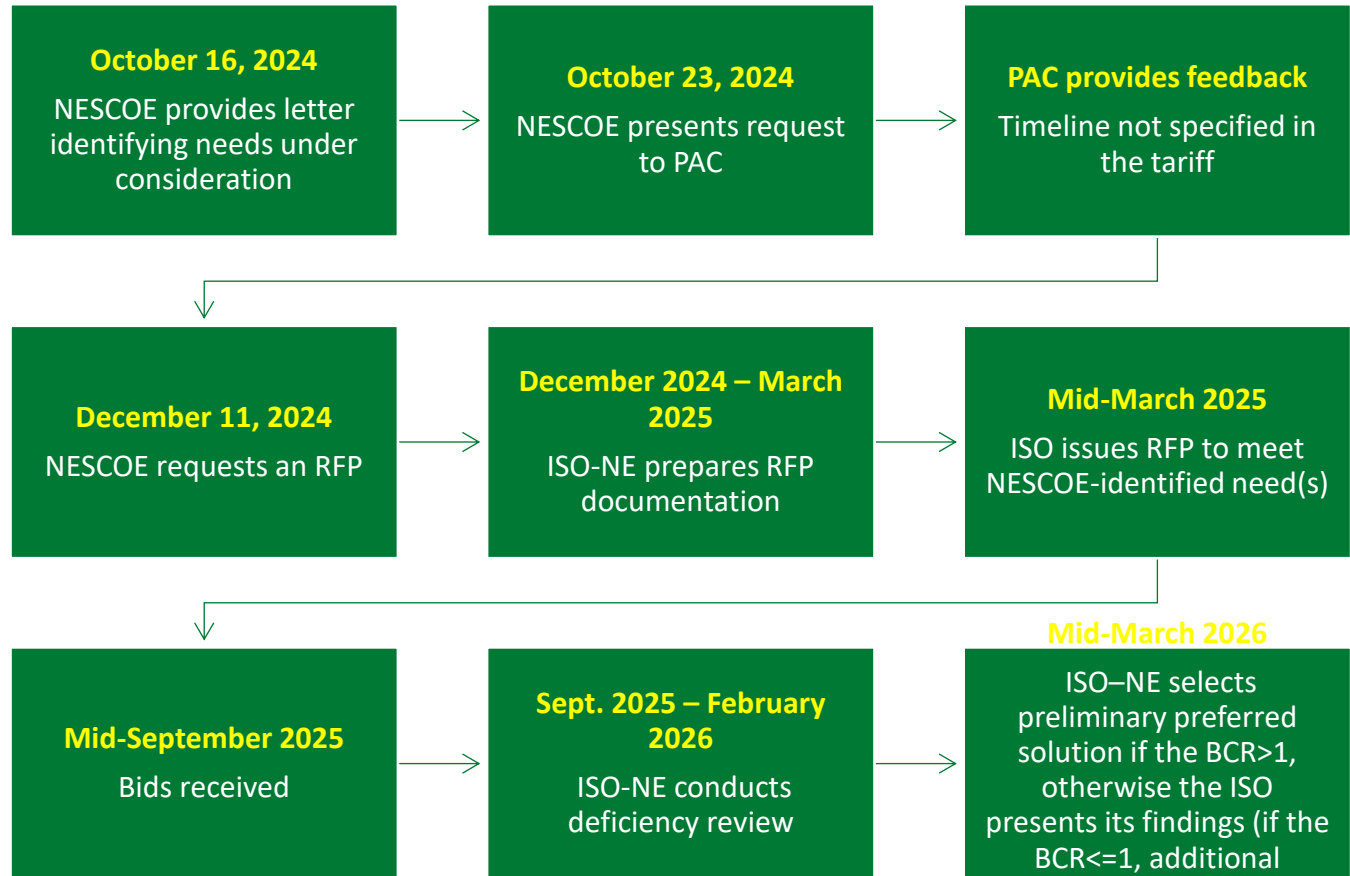 October 16, 2024
NESCOE provides letter
identifying needs under
consideration
October 23, 2024
NESCOE presents request
to PAC
PAC provides feedback
Timeline not specified in
the tariff
December 11, 2024
NESCOE requests an RFP
December 2024 – March
2025
ISO-NE prepares RFP
documentation
Mid-March 2025
ISO issues RFP to meet
NESCOE-identified need(s)
Mid-September 2025
Bids received
Sept. 2025 – February
2026
ISO-NE conducts
deficiency review
Mid-March 2026
ISO–NE selects
preliminary preferred
solution if the BCR>1,
otherwise the ISO
presents its findings (if the
BCR<=1, additional